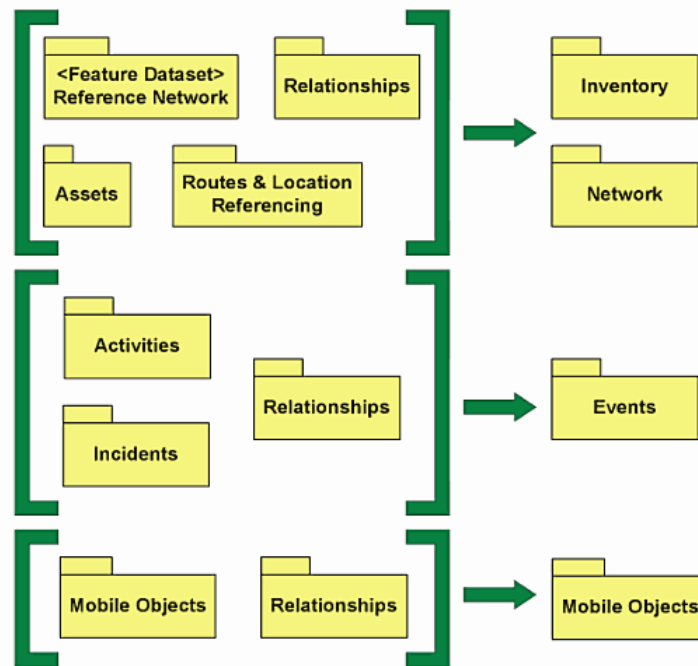 <Feature Dataset>
Reference Network
Relationships
Inventory
Assets
Routes & Location
Referencing
Network
Activities
Relationships
Events
Incidents
Mobile Objects
Relationships
Mobile Objects